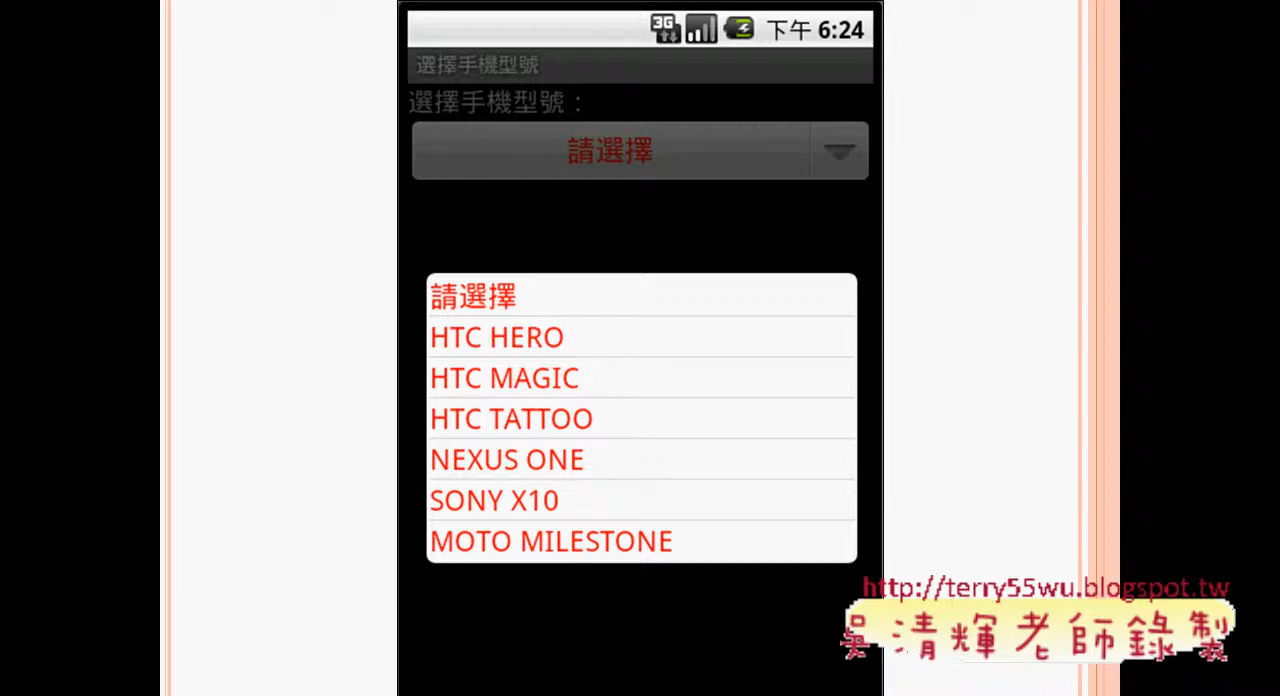 3G 下午 6:24
選擇手機型號
選擇手機型號：
請選擇
請選擇
HTC HERO
HTC MAGIC
HTC TATTOO
NEXUS ONE
SONY X10
MOTO MILESTONE
http://terry55wu.blogspot.tw
吳清輝老師錄製